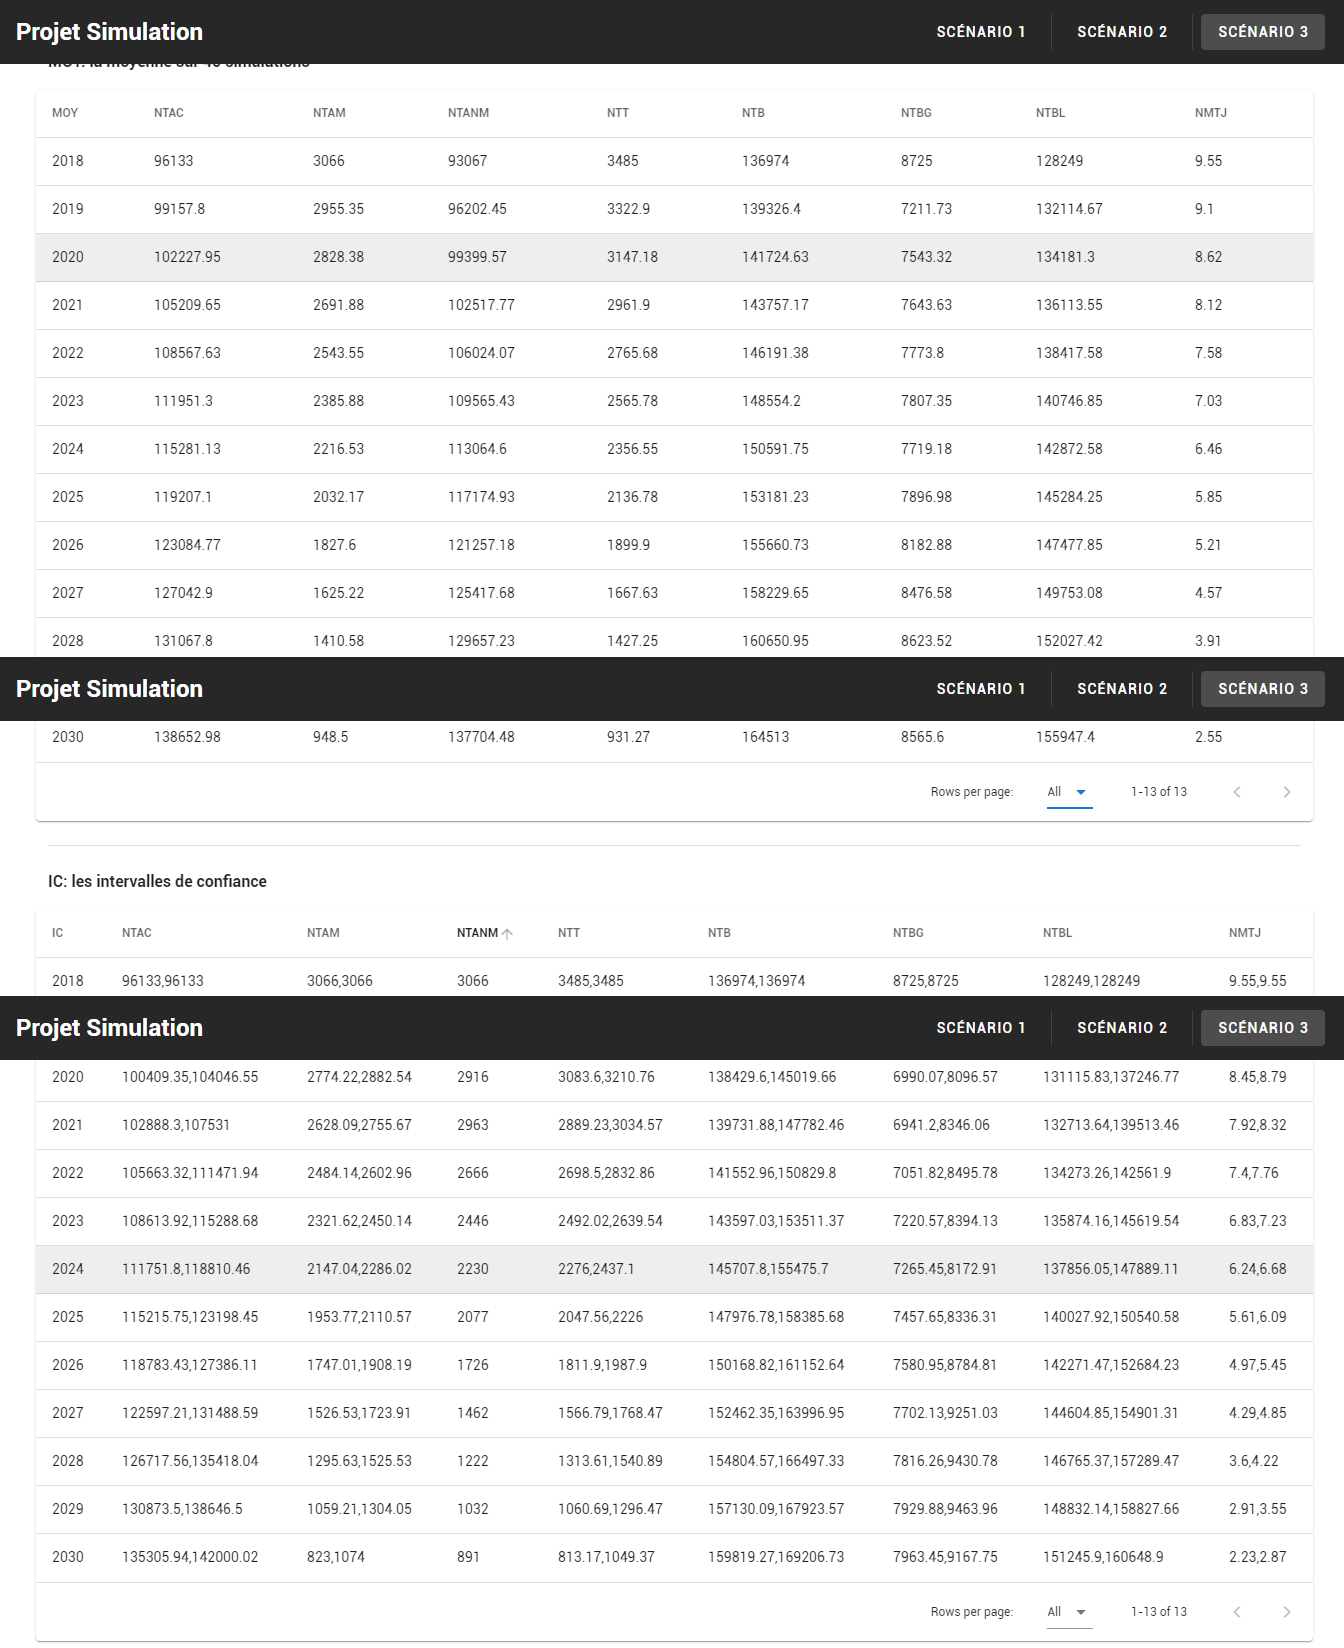 Projet Simulation SCÉNARIO 1 SCÉNARIO 2 SCÉNARIO 3
MOY: la moyenne sur 40 simulations
MOY NTAC NTAM NTANM NTT NTB NTBG NTBL NMTJ
2018 96133 3066 93067 3485 136974 8725 128249 9.55
2019 99157.8 2955.35 96202.45 3322.9 139326.4 7211.73 132114.67 9.1
2020 102227.95 2828.38 99399.57 3147.18 141724.63 7543.32 134181.3 8.62
2021 105209.65 2691.88 102517.77 2961.9 143757.17 7643.63 136113.55 8.12
2022 108567.63 2543.55 106024.07 2765.68 146191.38 7773.8 138417.58 7.58
2023 111951.3 2385.88 109565.43 2565.78 148554.2 7807.35 140746.85 7.03
2024 115281.13 2216.53 113064.6 2356.55 150591.75 7719.18 142872.58 6.46
2025 119207.1 2032.17 117174.93 2136.78 153181.23 7896.98 145284.25 5.85
2026 123084.77 1827.6 121257.18 1899.9 155660.73 8182.88 147477.85 5.21
2027 127042.9 1625.22 125417.68 1667.63 158229.65 8476.58 149753.08 4.57
2028 131067.8 1410.58 129657.23 1427.25 160650.95 8623.52 152027.42 3.91
Projet Simulation SCÉNARIO 1 SCÉNARIO 2 SCÉNARIO 3
2030 138652.98 948.5 137704.48 931.27 164513 8565.6 155947.4 2.55
Rows per page: All 1-13 of 13
IC: les intervalles de confiance
IC NTAC NTAM NTANM NTT NTB NTBG NTBL NMTJ
2018 96133,96133 3066,3066 3066 3485,3485 136974,136974 8725,8725 128249,128249 9.55,9.55
Projet Simulation SCÉNARIO 1 SCÉNARIO 2 SCÉNARIO 3
2020 100409.35,104046.55 2774.22,2882.54 2916 3083.6,3210.76 138429.6,145019.66 6990.07,8096.57 131115.83,137246.77 8.45,8.79
2021 102888.3,107531 2628.09,2755.67 2963 2889.23,3034.57 139731.88,147782.46 6941.2,8346.06 132713.64,139513.46 7.92,8.32
2022 105663.32,111471.94 2484.14,2602.96 2666 2698.5,2832.86 141552.96,150829.8 7051.82,8495.78 134273.26,142561.9 7.4,7.76
2023 108613.92,115288.68 2321.62,2450.14 2446 2492.02,2639.54 143597.03,153511.37 7220.57,8394.13 135874.16,145619.54 6.83,7.23
2024 111751.8,118810.46 2147.04,2286.02 2230 2276,2437.1 145707.8,155475.7 7265.45,8172.91 137856.05,147889.11 6.24,6.68
2025 115215.75,123198.45 1953.77,2110.57 2077 2047.56,2226 147976.78,158385.68 7457.65,8336.31 140027.92,150540.58 5.61,6.09
2026 118783.43,127386.11 1747.01,1908.19 1726 1811.9,1987.9 150168.82,161152.64 7580.95,8784.81 142271.47,152684.23 4.97,5.45
2027 122597.21,131488.59 1526.53,1723.91 1462 1566.79,1768.47 152462.35,163996.95 7702.13,9251.03 144604.85,154901.31 4.29,4.85
2028 126717.56,135418.04 1295.63,1525.53 1222 1313.61,1540.89 154804.57,166497.33 7816.26,9430.78 146765.37,157289.47 3.6,4.22
2029 130873.5,138646.5 1059.21,1304.05 1032 1060.69,1296.47 157130.09,167923.57 7929.88,9463.96 148832.14,158827.66 2.91,3.55
2030 135305.94,142000.02 823,1074 891 813.17,1049.37 159819.27,169206.73 7963.45,9167.75 151245.9,160648.9 2.23,2.87
Rows per page: All 1-13 of 13